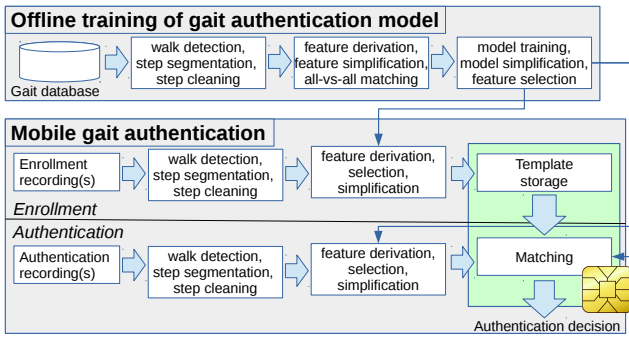 Offline training of gait authentication model
Gait database
walk detection,
step segmentation,
step cleaning
feature derivation,
feature simplification,
all-vs-all matching
model training,
model simplification,
feature selection
Mobile gait authentication
Enrollment
recording(s)
walk detection,
step segmentation,
step cleaning
feature derivation,
selection,
simplification
Template
storage
Enrollment
Authentication
Authentication
recording(s)
walk detection,
step segmentation,
step cleaning
feature derivation,
selection,
simplification
Matching
Authentication decision